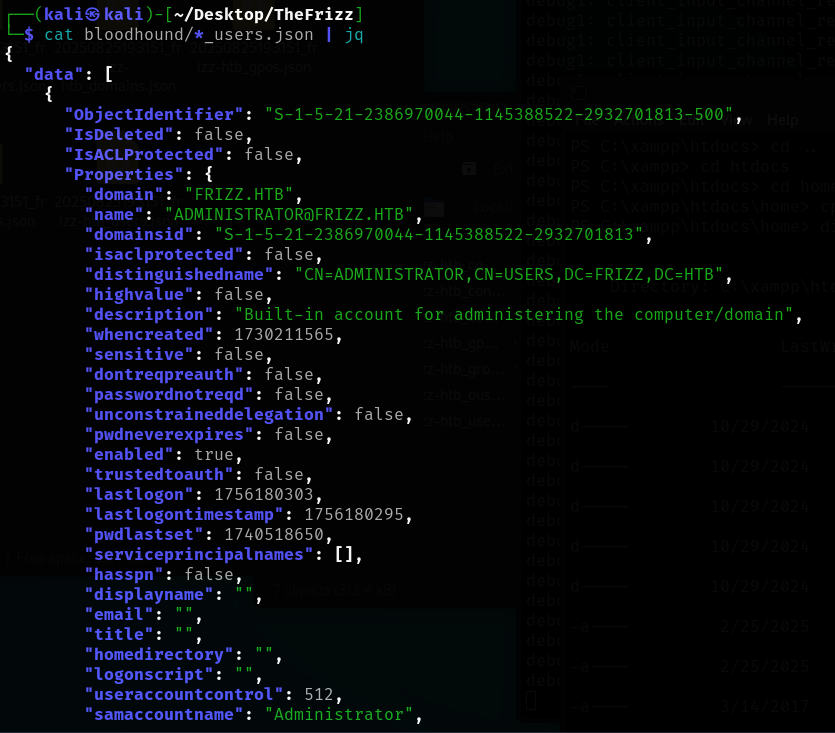 ┌──(kali㉿kali)-[~/Desktop/TheFrizz]
└─$ cat bloodhound/*_users.json | jq
{
  "data": [
    {
      "ObjectIdentifier": "S-1-5-21-2386970044-1145388522-2932701813-500",
      "IsDeleted": false,
      "IsACLProtected": false,
      "Properties": {
        "domain": "FRIZZ.HTB",
        "name": "ADMINISTRATOR@FRIZZ.HTB",
        "domainsid": "S-1-5-21-2386970044-1145388522-2932701813",
        "isaclprotected": false,
        "distinguishedname": "CN=ADMINISTRATOR,CN=USERS,DC=FRIZZ,DC=HTB",
        "highvalue": false,
        "description": "Built-in account for administering the computer/domain",
        "whencreated": 1730211565,
        "sensitive": false,
        "dontreqpreauth": false,
        "passwordnotreqd": false,
        "unconstraineddelegation": false,
        "pwdneverexpires": false,
        "enabled": true,
        "trustedtoauth": false,
        "lastlogon": 1756180303,
        "lastlogontimestamp": 1756180295,
        "pwdlastset": 1740518650,
        "serviceprincipalnames": [],
        "hasspn": false,
        "displayname": "",
        "email": "",
        "title": "",
        "homedirectory": "",
        "logonscript": "",
        "useraccountcontrol": 512,
        "samaccountname": "Administrator",